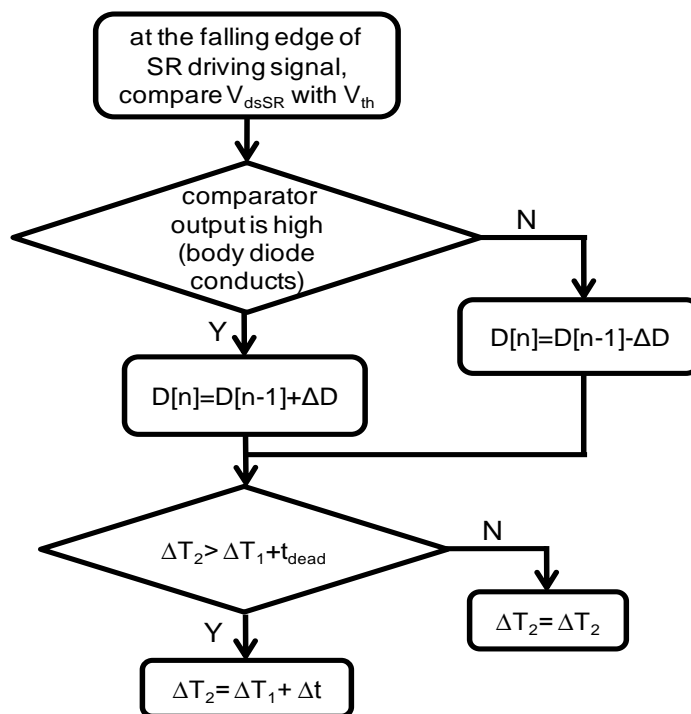 at the falling edge of
SR driving signal,
compare V_dsSR with V_th
comparator
output is high
(body diode
conducts)
N
Y
D[n]=D[n-1]-ΔD
D[n]=D[n-1]+ΔD
ΔT₂> ΔT₁+t_dead
N
Y
ΔT₂= ΔT₂
ΔT₂= ΔT₁+ Δt